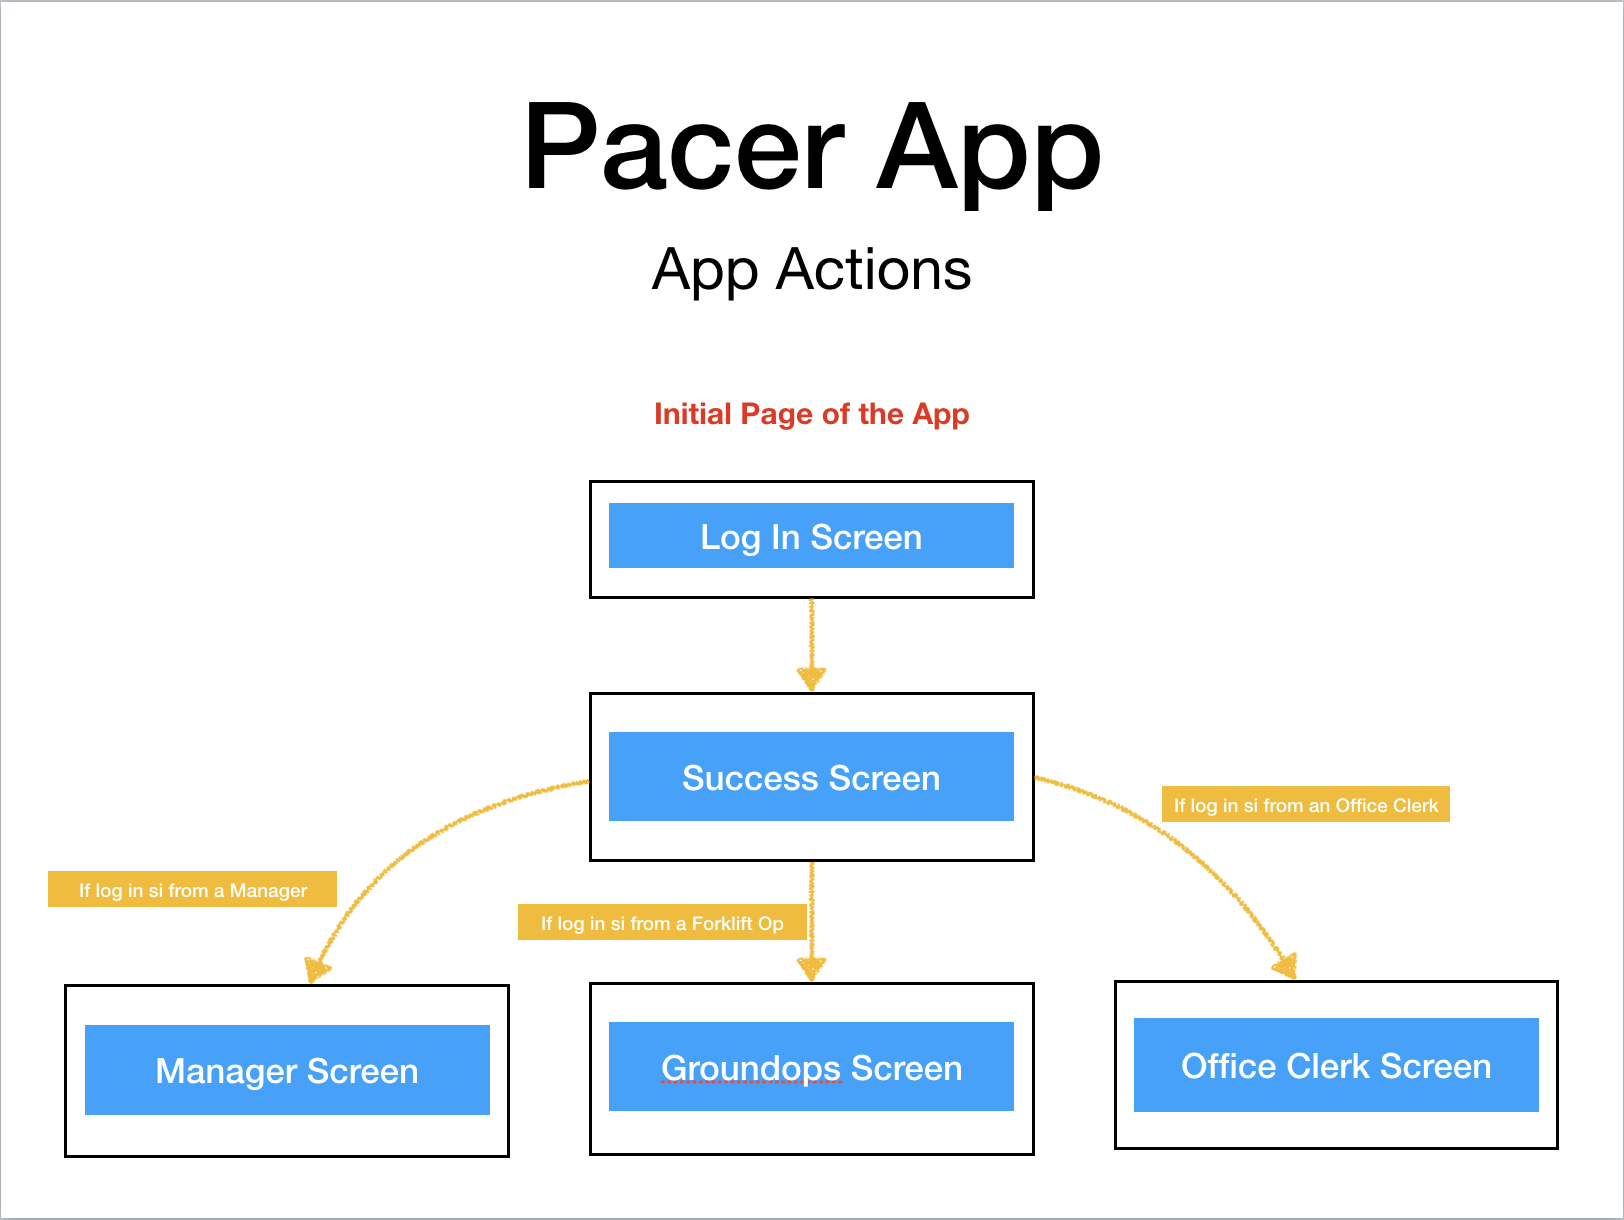 Pacer App
App Actions
Initial Page of the App
Log In Screen
Success Screen
If log in si from an Office Clerk
If log in si from a Manager
If log in si from a Forklift Op
Manager Screen
Groundops Screen
Office Clerk Screen